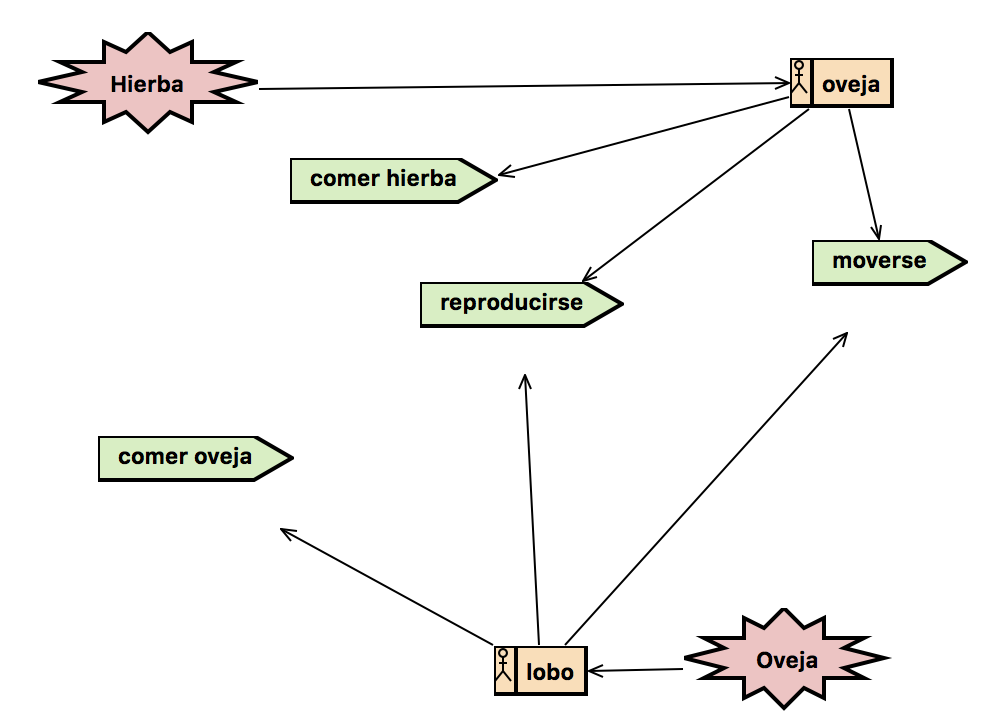 Hierba
oveja
comer hierba
moverse
reproducirse
comer oveja
Oveja
lobo